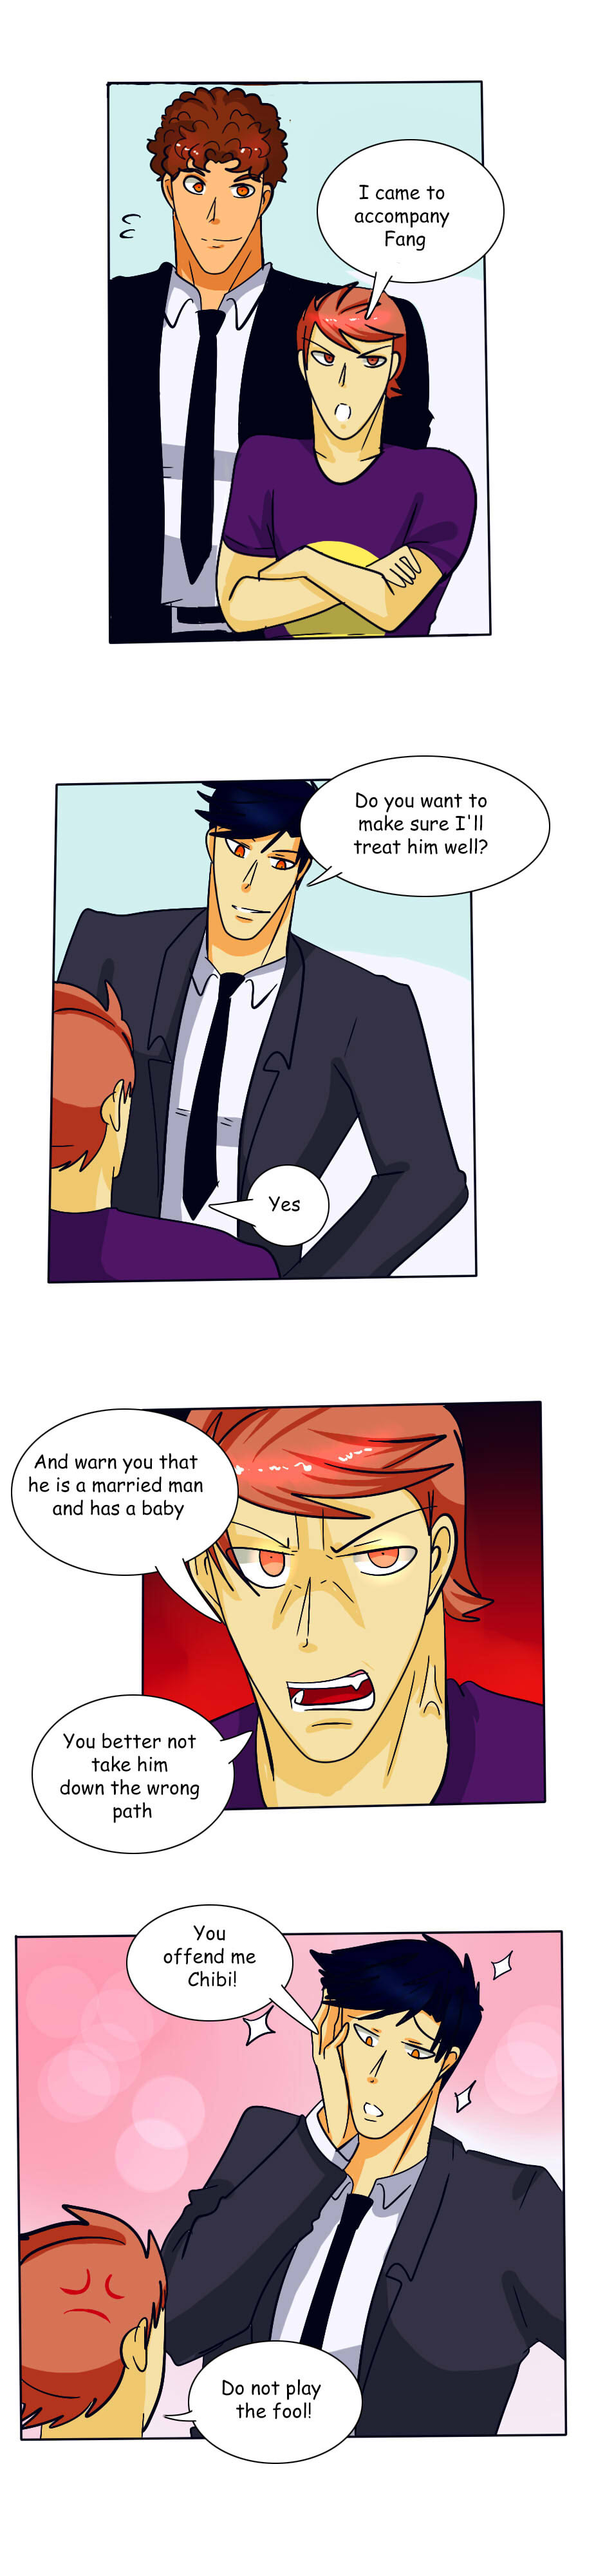 I came to
accompany
Fang
Do you want to
make sure I'll
treat him well?
Yes
And warn you that
he is a married man
and has a baby
You better not
take him
down the wrong
path
You
offend me
Chibi!
Do not play
the fool!